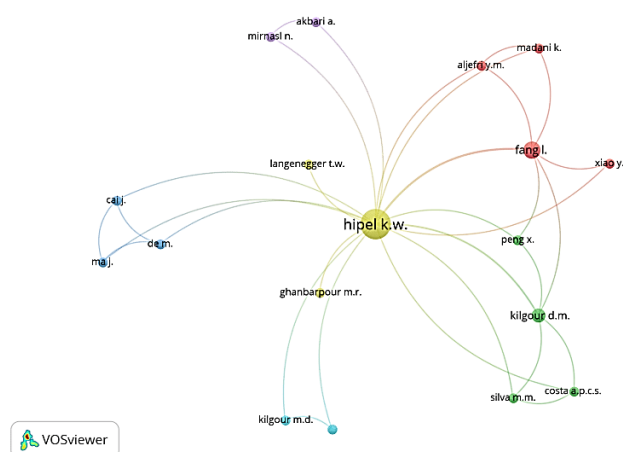 akbari a.
mirnasl n.
madani k.
aljefri y.m.
fang l.
xiao y.
langenegger t.w.
cai j.
hipel k.w.
peng x.
de m.
ma j.
ghanbarpour m.r.
kilgour d.m.
costa a.p.c.s.
silva m.m.
kilgour m.d.
VOSviewer